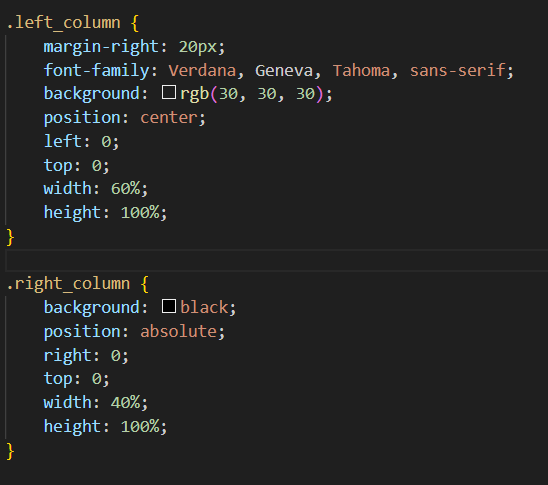 .left_column {
    margin-right: 20px;
    font-family: Verdana, Geneva, Tahoma, sans-serif;
    background: rgb(30, 30, 30);
    position: center;
    left: 0;
    top: 0;
    width: 60%;
    height: 100%;
}

.right_column {
    background: black;
    position: absolute;
    right: 0;
    top: 0;
    width: 40%;
    height: 100%;
}